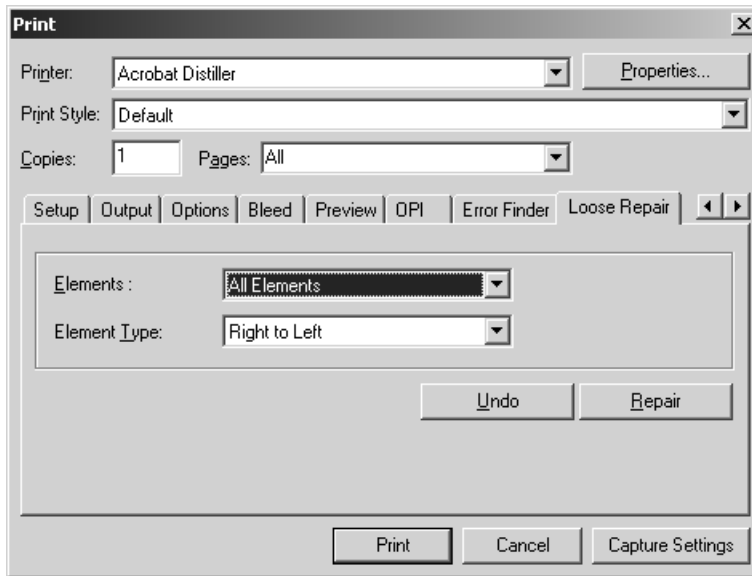 Print
Printer: Acrobat Distiller Properties...
Print Style: Default
Copies: 1 Pages: All
Setup Output Options Bleed Preview OPI Error Finder Loose Repair
Elements : All Elements
Element Type: Right to Left
Undo Repair
Print Cancel Capture Settings